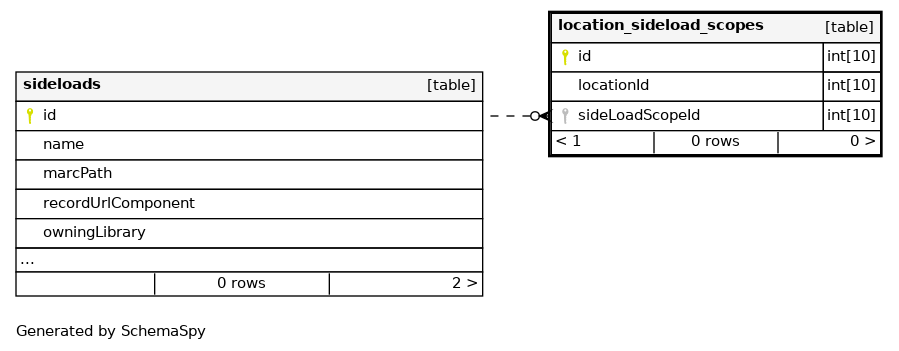 location_sideload_scopes [table]
id int[10]
locationId int[10]
sideLoadScopeId int[10]
< 1 0 rows 0 >
sideloads [table]
id
name
marcPath
recordUrlComponent
owningLibrary
...
0 rows 2 >
Generated by SchemaSpy